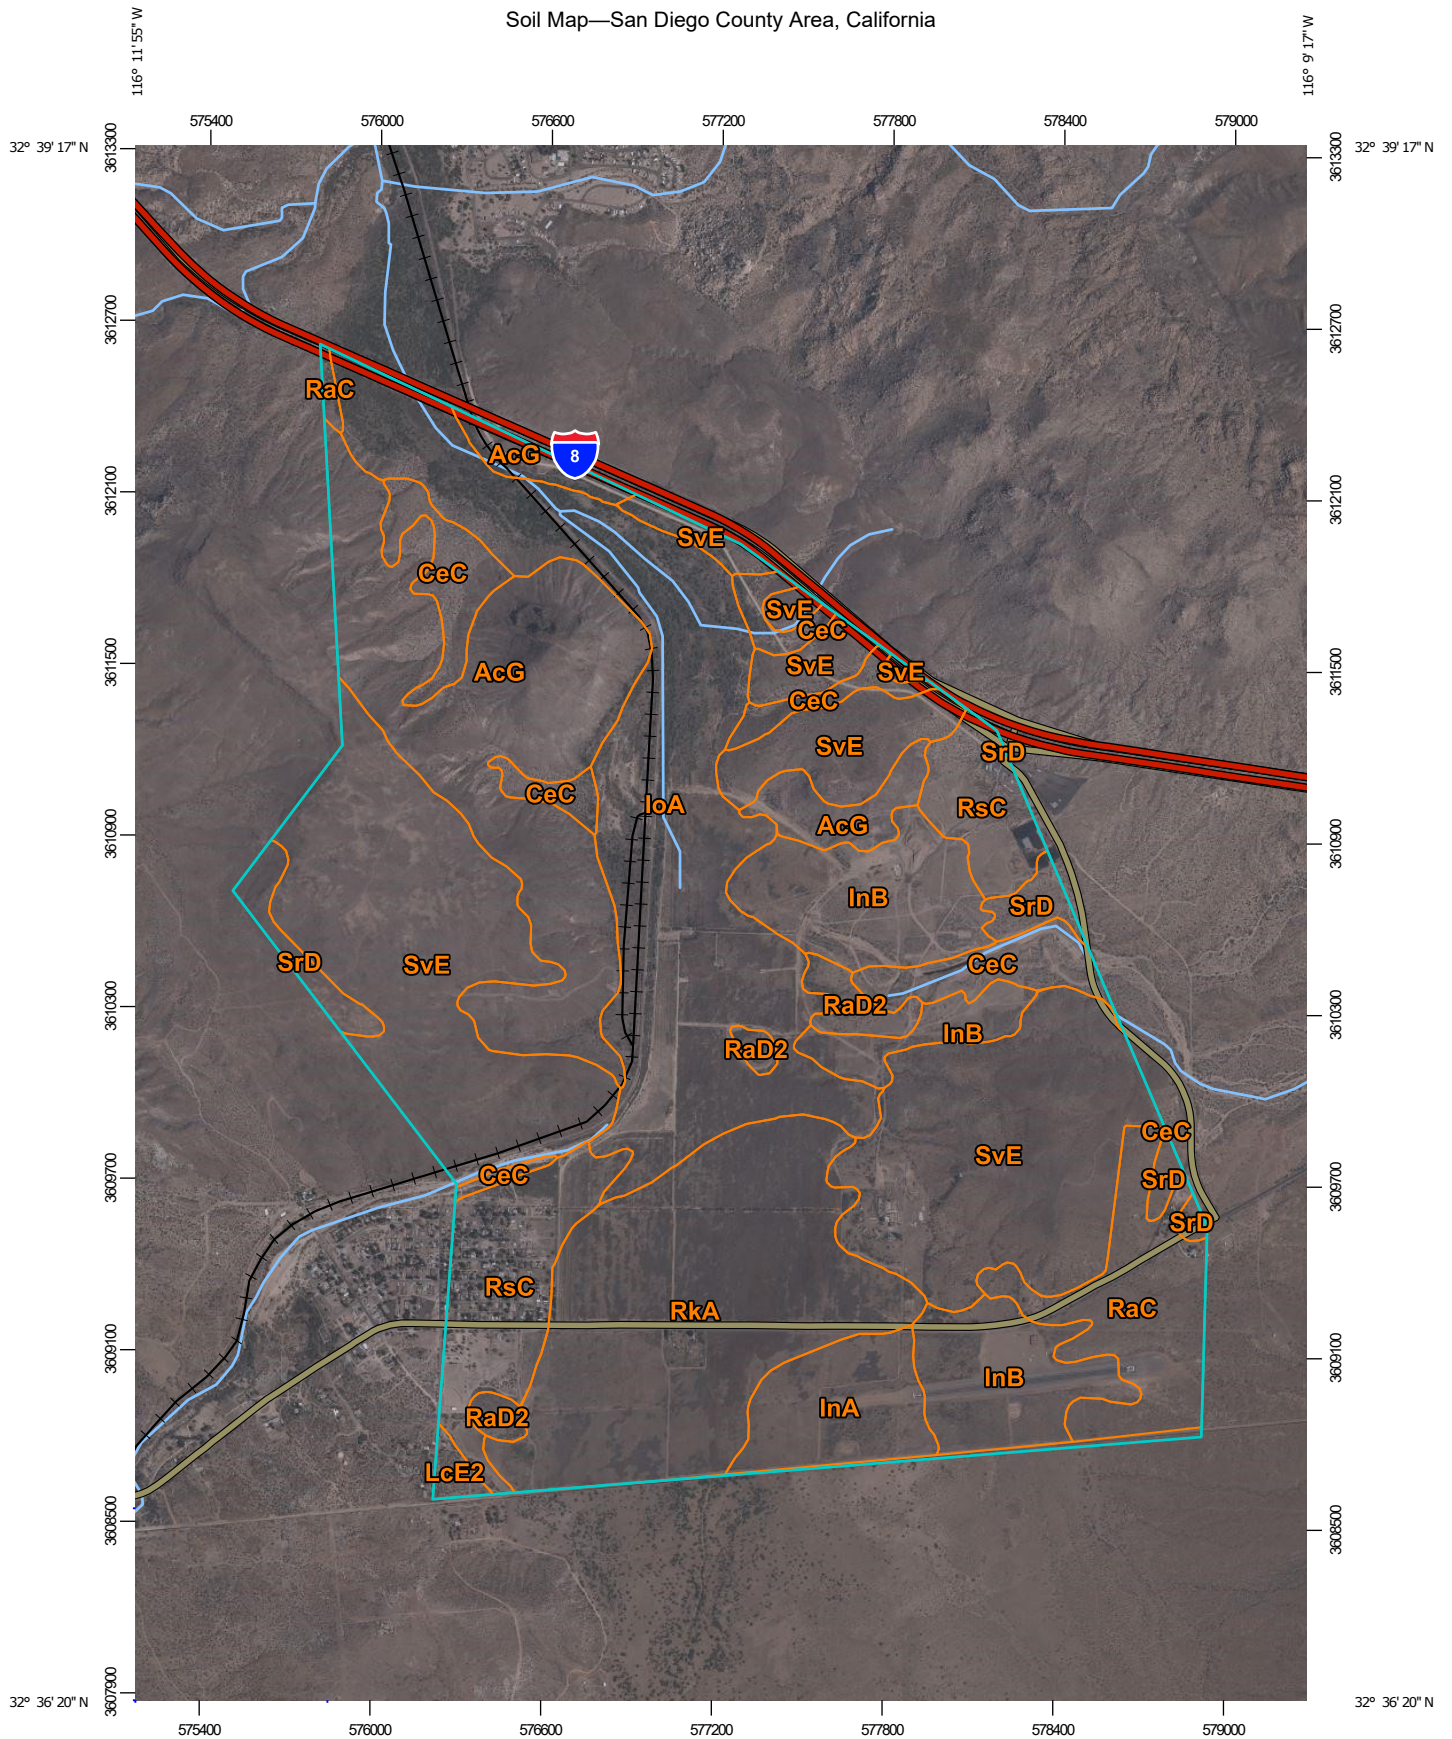 Soil Map—San Diego County Area, California
116° 11' 55" W
116° 9' 17" W
575400 576000 576600 577200 577800 578400 579000
32° 39' 17" N
32° 39' 17" N
3613300
3613300
3612700
3612700
RaC
AcG
8
3612100
3612100
SvE
CeC
SvE
CeC
3611500
SvE
SvE
3611500
AcG
CeC
SvE
SrD
CeC
IoA
RsC
3610900
AcG
3610900
InB
SrD
SrD
SvE
CeC
3610300
RaD2
3610300
InB
RaD2
CeC
SvE
3609700
CeC
SrD
3609700
SrD
RsC
RkA
RaC
3609100
3609100
InB
InA
RaD2
LcE2
3608500
3608500
3607900
32° 36' 20" N
32° 36' 20" N
575400 576000 576600 577200 577800 578400 579000